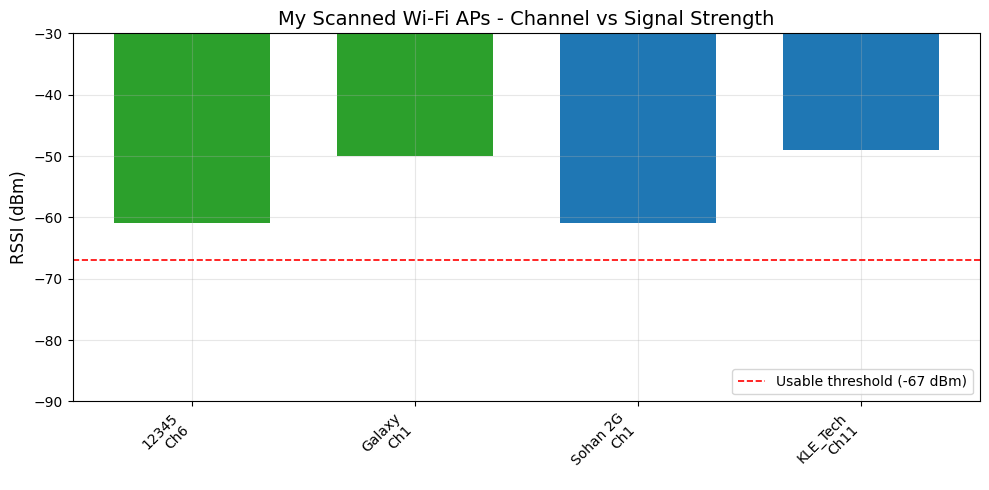 My Scanned Wi-Fi APs - Channel vs Signal Strength
RSSI (dBm)
−30
−40
−50
−60
−70
−80
−90
Usable threshold (-67 dBm)
12345
Ch6
Galaxy
Ch1
Sohan 2G
Ch1
KLE_Tech
Ch11